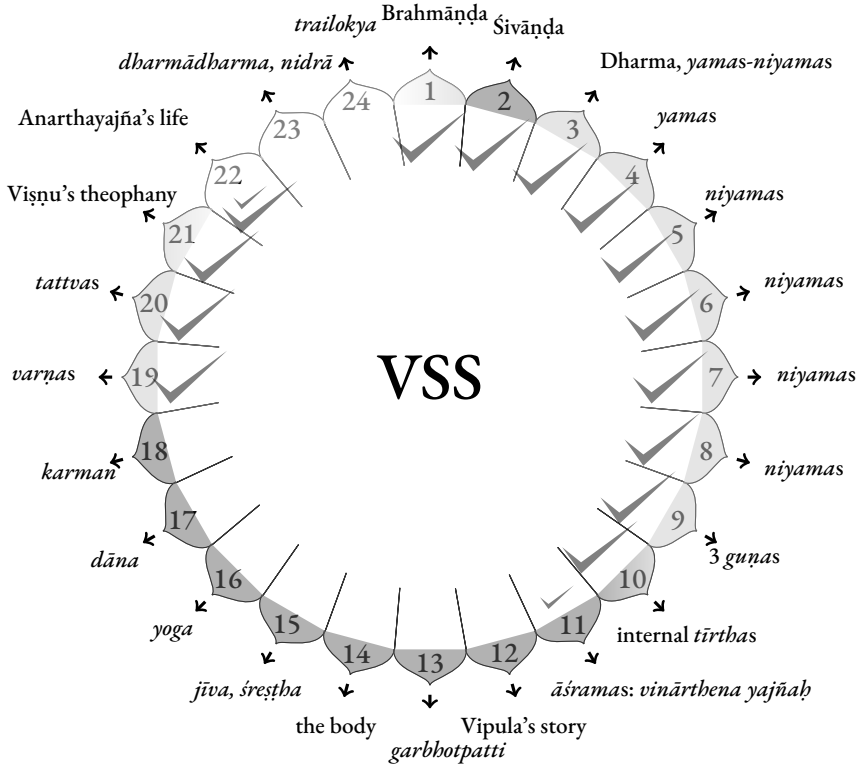 Brahmāṇḍa
Śivāṇḍa
Dharma, yamas-niyamas
yamas
niyamas
niyamas
niyamas
niyamas
3 guṇas
internal tīrthas
āśramas: vinārthena yajñaḥ
Vipula's story
garbhotpatti
the body
jīva, śreṣṭha
yoga
dāna
karman
varṇas
tattvas
Viṣṇu's theophany
Anarthayajña's life
dharmādharma, nidrā
trailokya
1
2
3
4
5
6
7
8
9
10
11
12
13
14
15
16
17
18
19
20
21
22
23
24
VSS